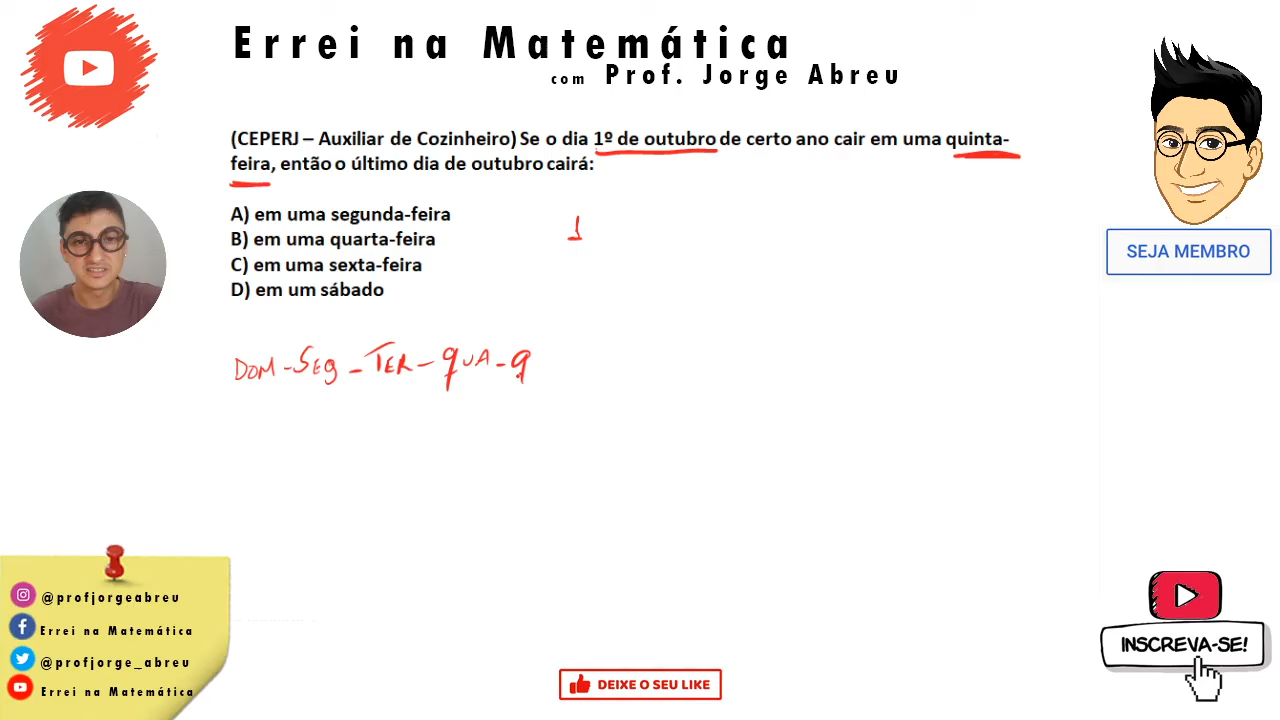 Errei na Matemática
com Prof. Jorge Abreu
(CEPERJ – Auxiliar de Cozinheiro) Se o dia 1º de outubro de certo ano cair em uma quinta-
feira, então o último dia de outubro cairá:
A) em uma segunda-feira
B) em uma quarta-feira
C) em uma sexta-feira
D) em um sábado
1
DOM - SEG - TER - qUA - q
SEJA MEMBRO
@profjorgeabreu
Errei na Matemática
@profjorge_abreu
Errei na Matemática
DEIXE O SEU LIKE
INSCREVA-SE!